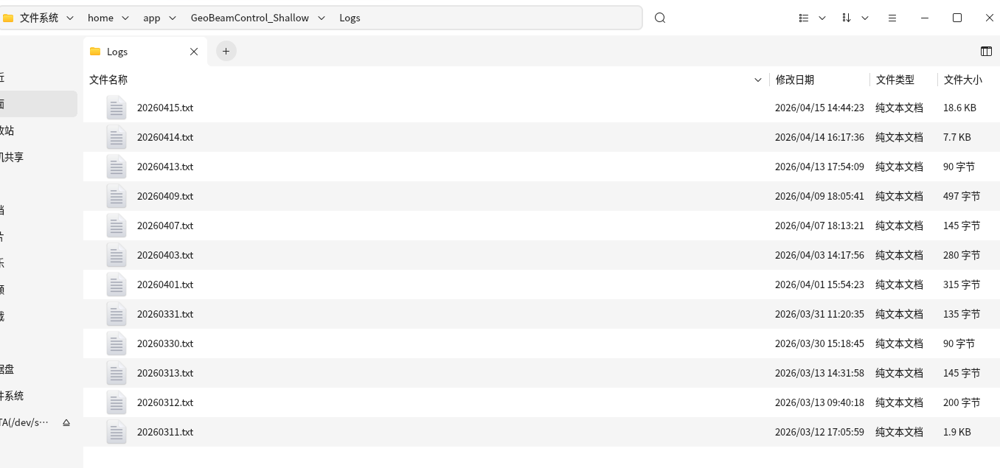 文件系统 home app GeoBeamControl_Shallow Logs
Logs
文件名称 修改日期 文件类型 文件大小
20260415.txt 2026/04/15 14:44:23 纯文本文档 18.6 KB
20260414.txt 2026/04/14 16:17:36 纯文本文档 7.7 KB
20260413.txt 2026/04/13 17:54:09 纯文本文档 90 字节
20260409.txt 2026/04/09 18:05:41 纯文本文档 497 字节
20260407.txt 2026/04/07 18:13:21 纯文本文档 145 字节
20260403.txt 2026/04/03 14:17:56 纯文本文档 280 字节
20260401.txt 2026/04/01 15:54:23 纯文本文档 315 字节
20260331.txt 2026/03/31 11:20:35 纯文本文档 135 字节
20260330.txt 2026/03/30 15:18:45 纯文本文档 90 字节
20260313.txt 2026/03/13 14:31:58 纯文本文档 145 字节
20260312.txt 2026/03/13 09:40:18 纯文本文档 200 字节
20260311.txt 2026/03/12 17:05:59 纯文本文档 1.9 KB
近
面
站
共享
盘
系统
TA(/dev/s···